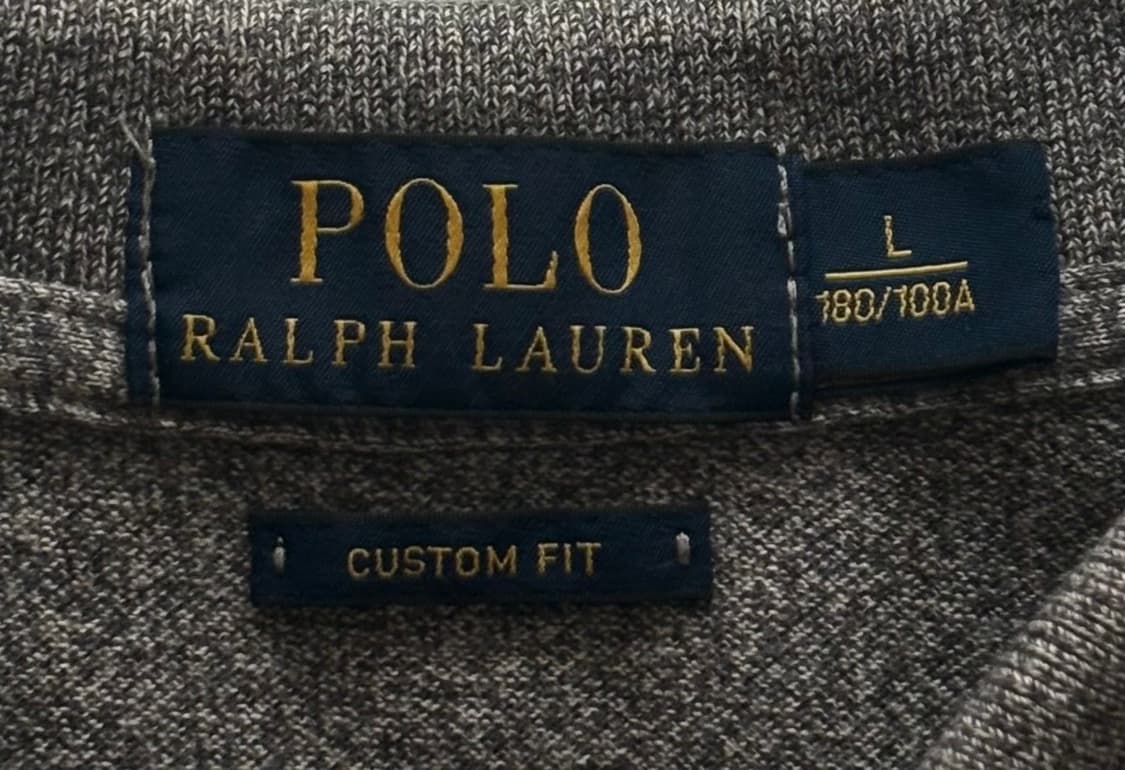 POLO
RALPH LAUREN
L
180/100A
CUSTOM FIT